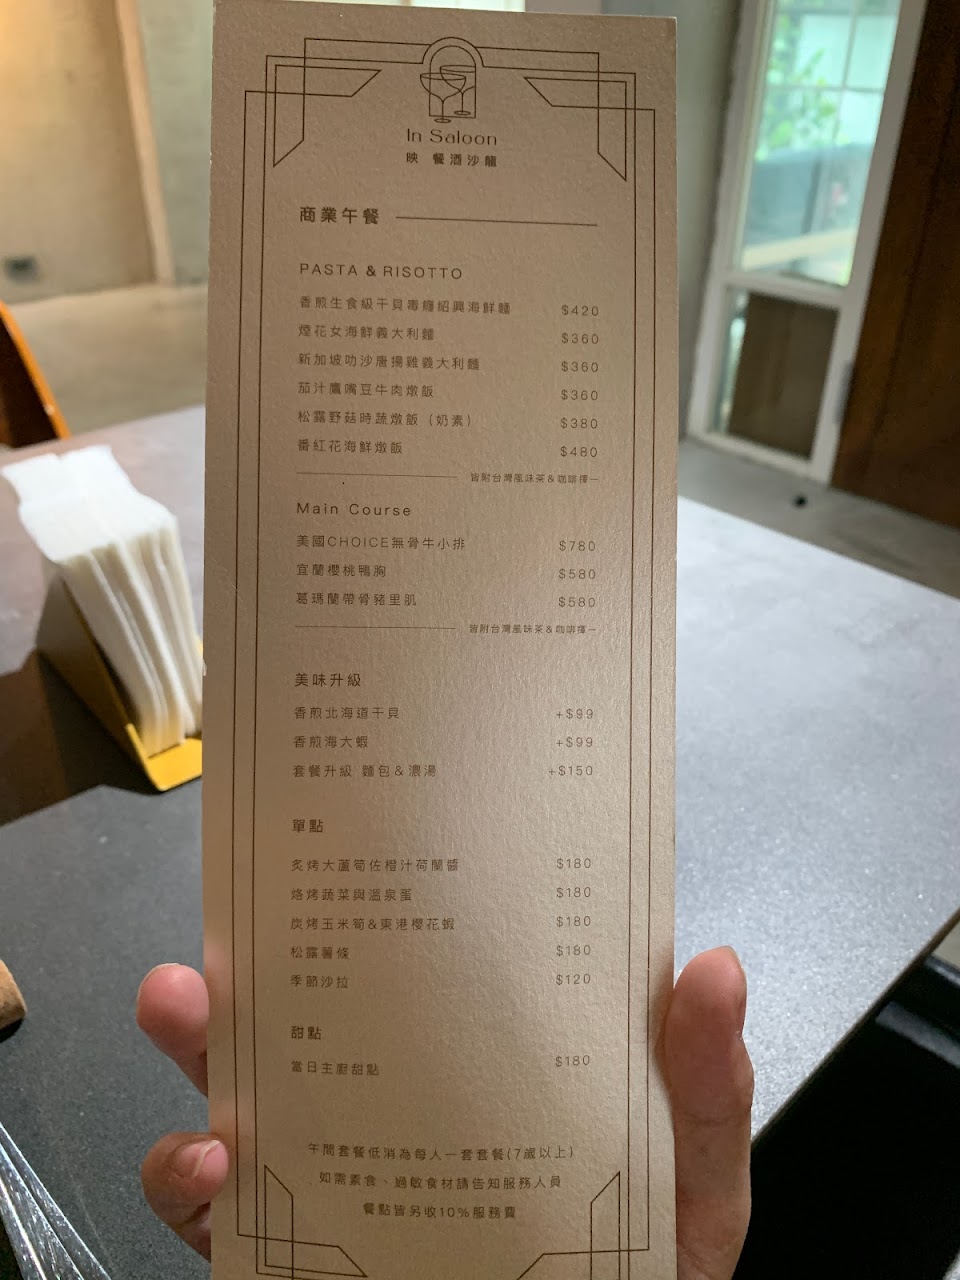 In Saloon
映 餐酒沙龍
商業午餐
PASTA & RISOTTO
香煎生食級干貝毒癮紹興海鮮麵 $420
煙花女海鮮義大利麵 $360
新加坡叻沙唐揚雞義大利麵 $360
茄汁鷹嘴豆牛肉燉飯 $360
松露野菇時蔬燉飯（奶素） $380
番紅花海鮮燉飯 $480
皆附台灣風味茶&咖啡擇一
Main Course
美國CHOICE無骨牛小排 $780
宜蘭櫻桃鴨胸 $580
葛瑪蘭帶骨豬里肌 $580
皆附台灣風味茶&咖啡擇一
美味升級
香煎北海道干貝 +$99
香煎海大蝦 +$99
套餐升級 麵包&濃湯 +$150
單點
炙烤大蘆筍佐橙汁荷蘭醬 $180
烙烤蔬菜與溫泉蛋 $180
炭烤玉米筍&東港櫻花蝦 $180
松露薯條 $180
季節沙拉 $120
甜點
當日主廚甜點 $180
午間套餐低消為每人一套套餐(7歲以上)
如需素食、過敏食材請告知服務人員
餐點皆另收10%服務費